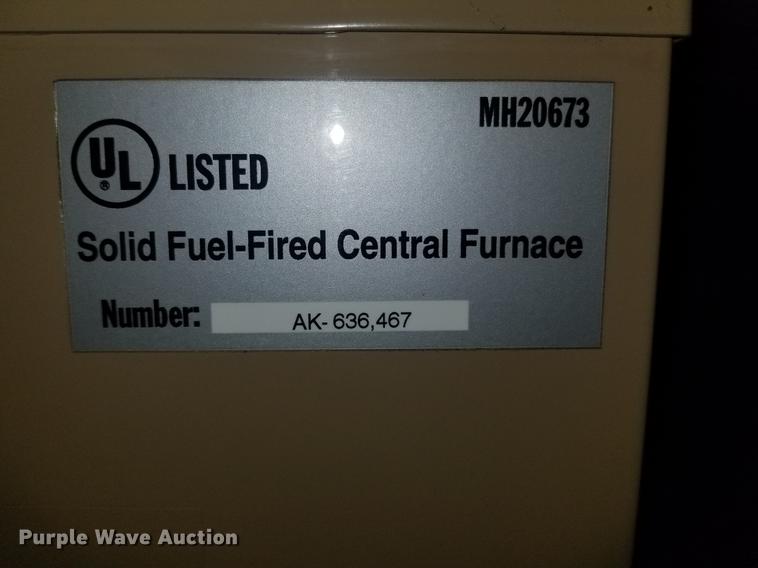 MH20673
UL® LISTED
Solid Fuel-Fired Central Furnace
Number: AK- 636,467
Purple Wave Auction